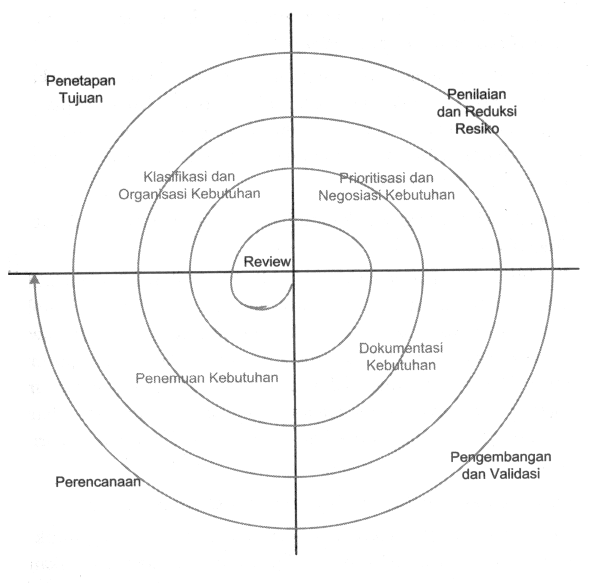 Penetapan
Tujuan
Penilaian
dan Reduksi
Resiko
Klasifikasi dan
Organisasi Kebutuhan
Prioritisasi dan
Negosiasi Kebutuhan
Review
Penemuan Kebutuhan
Dokumentasi
Kebutuhan
Perencanaan
Pengembangan
dan Validasi